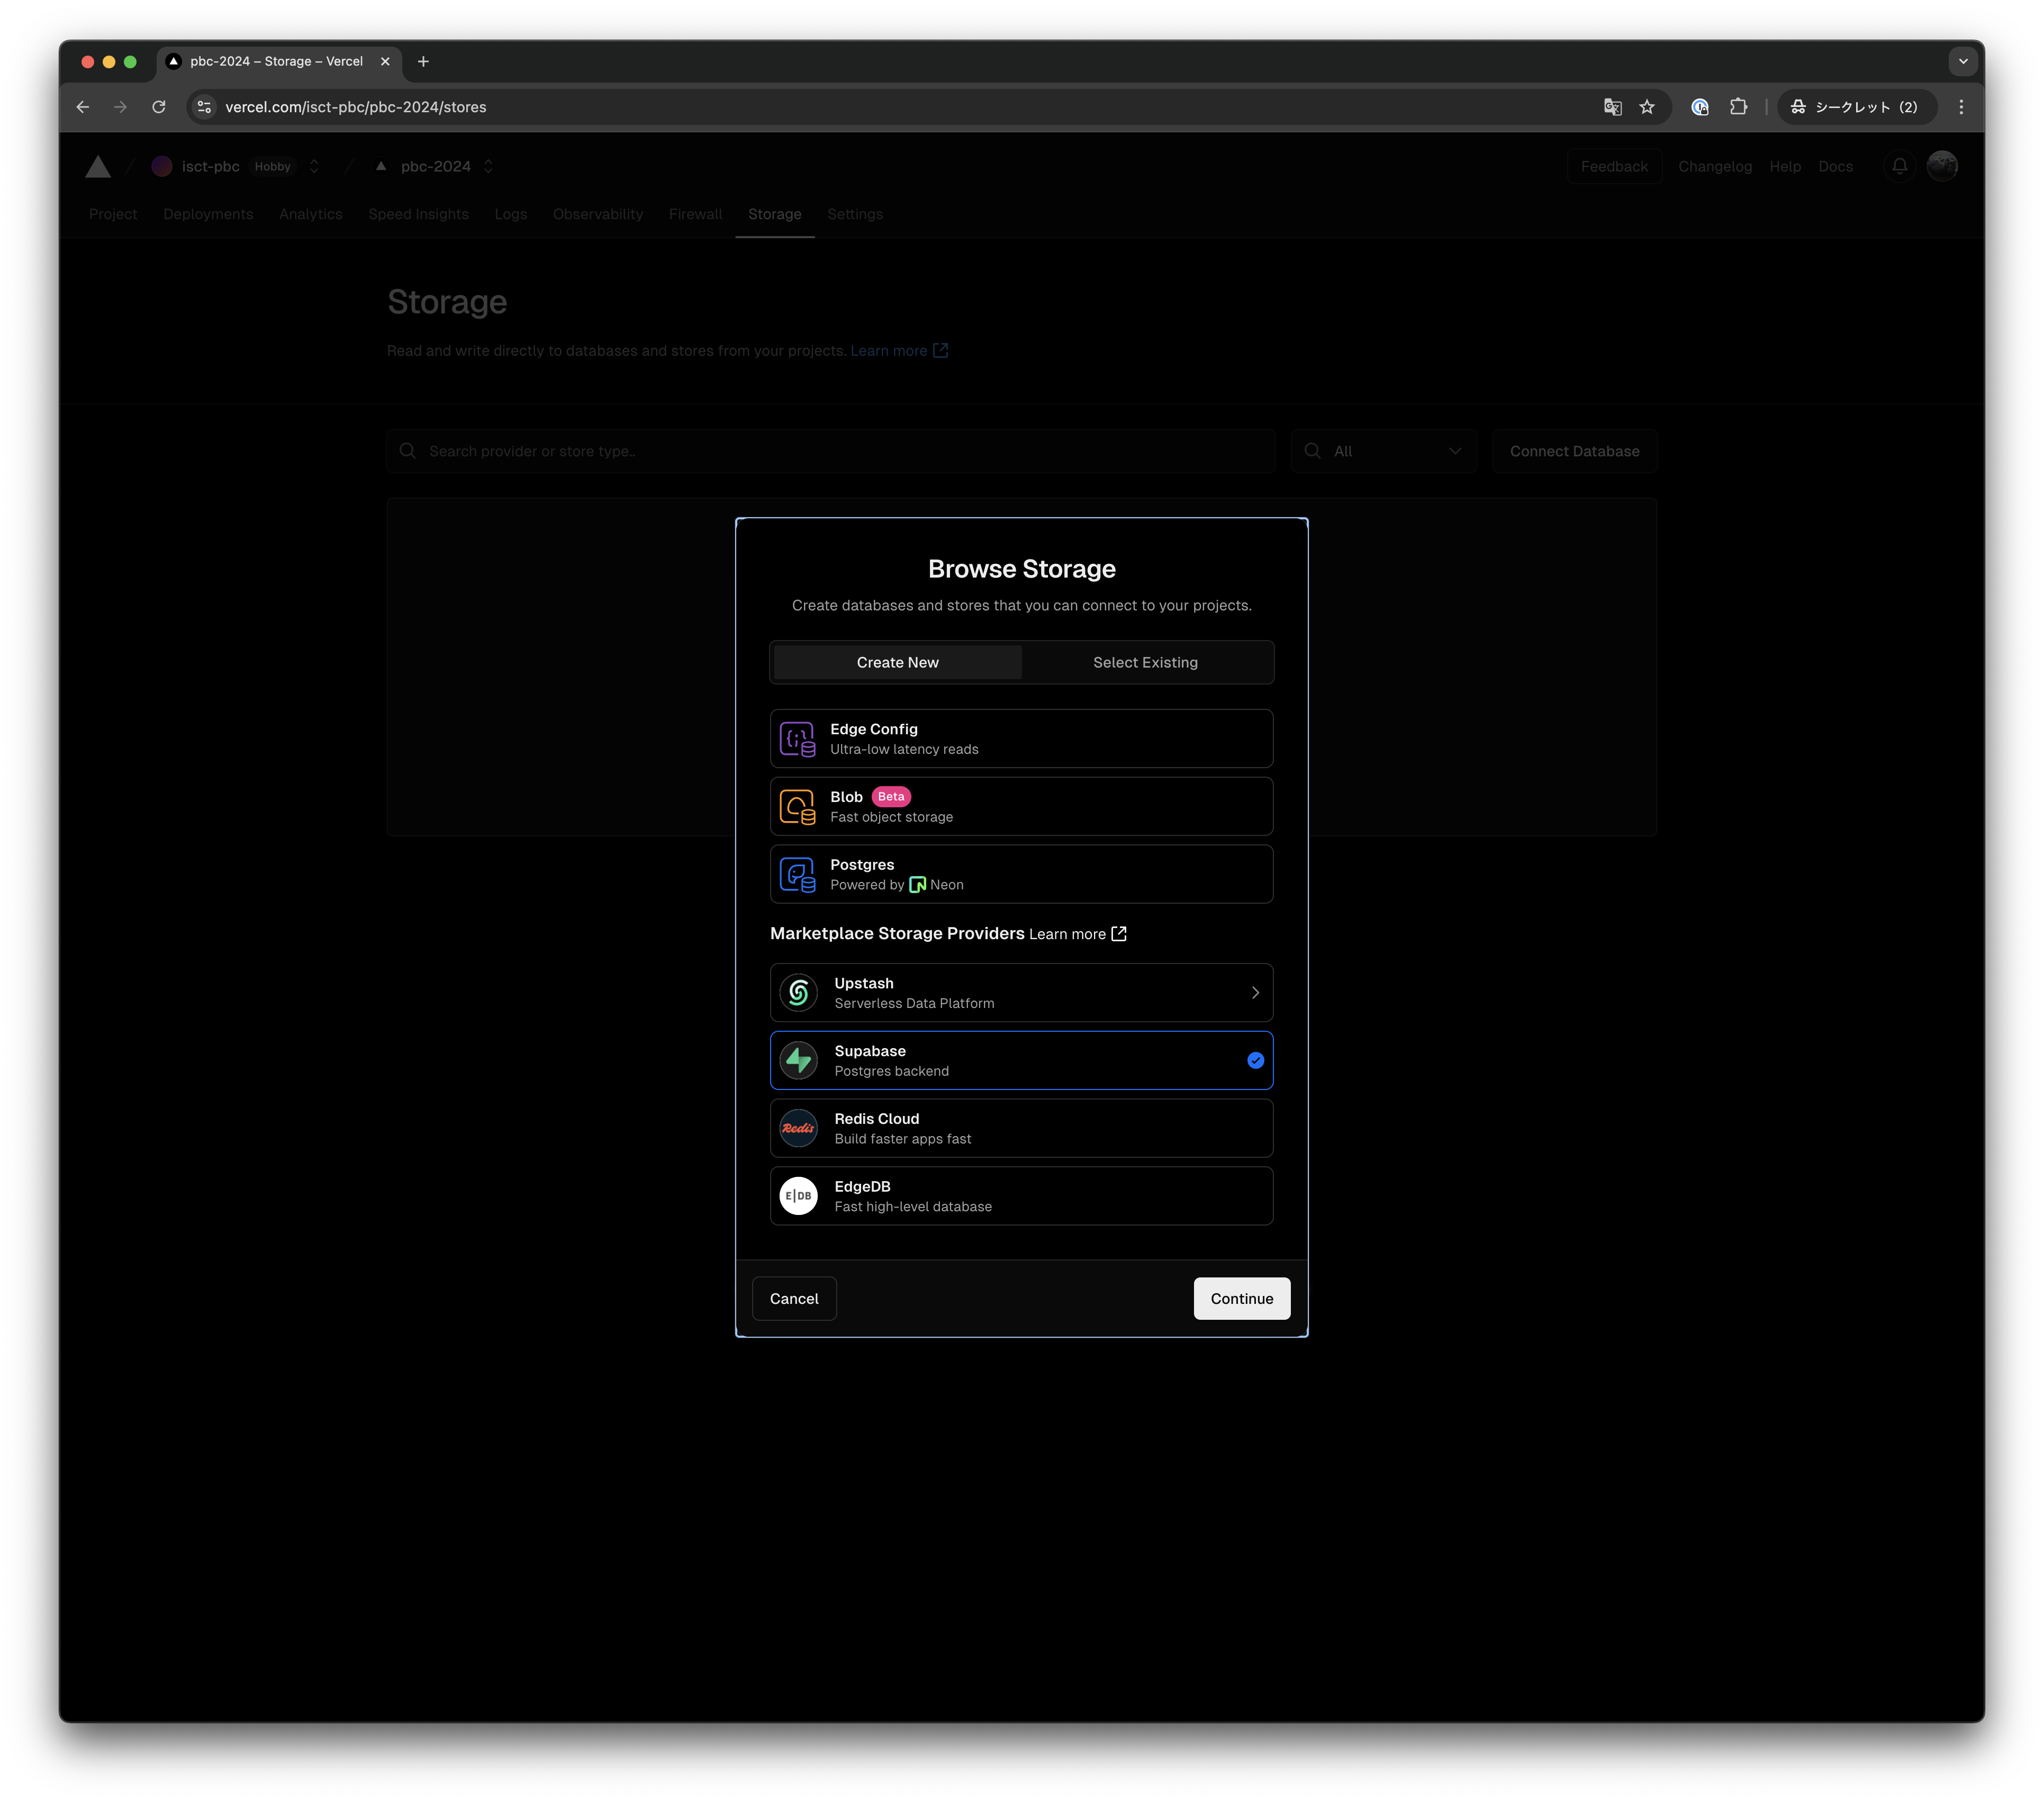 pbc-2024 – Storage – Vercel
vercel.com/isct-pbc/pbc-2024/stores
シークレット（2）
isct-pbc Hobby pbc-2024
Feedback Changelog Help Docs
Project Deployments Analytics Speed Insights Logs Observability Firewall Storage Settings
Storage
Read and write directly to databases and stores from your projects. Learn more
Search provider or store type..
All
Connect Database
Browse Storage
Create databases and stores that you can connect to your projects.
Create New
Select Existing
Edge Config
Ultra-low latency reads
Blob Beta
Fast object storage
Postgres
Powered by Neon
Marketplace Storage Providers Learn more
Upstash
Serverless Data Platform
Supabase
Postgres backend
Redis
Redis Cloud
Build faster apps fast
E|DB
EdgeDB
Fast high-level database
Cancel
Continue